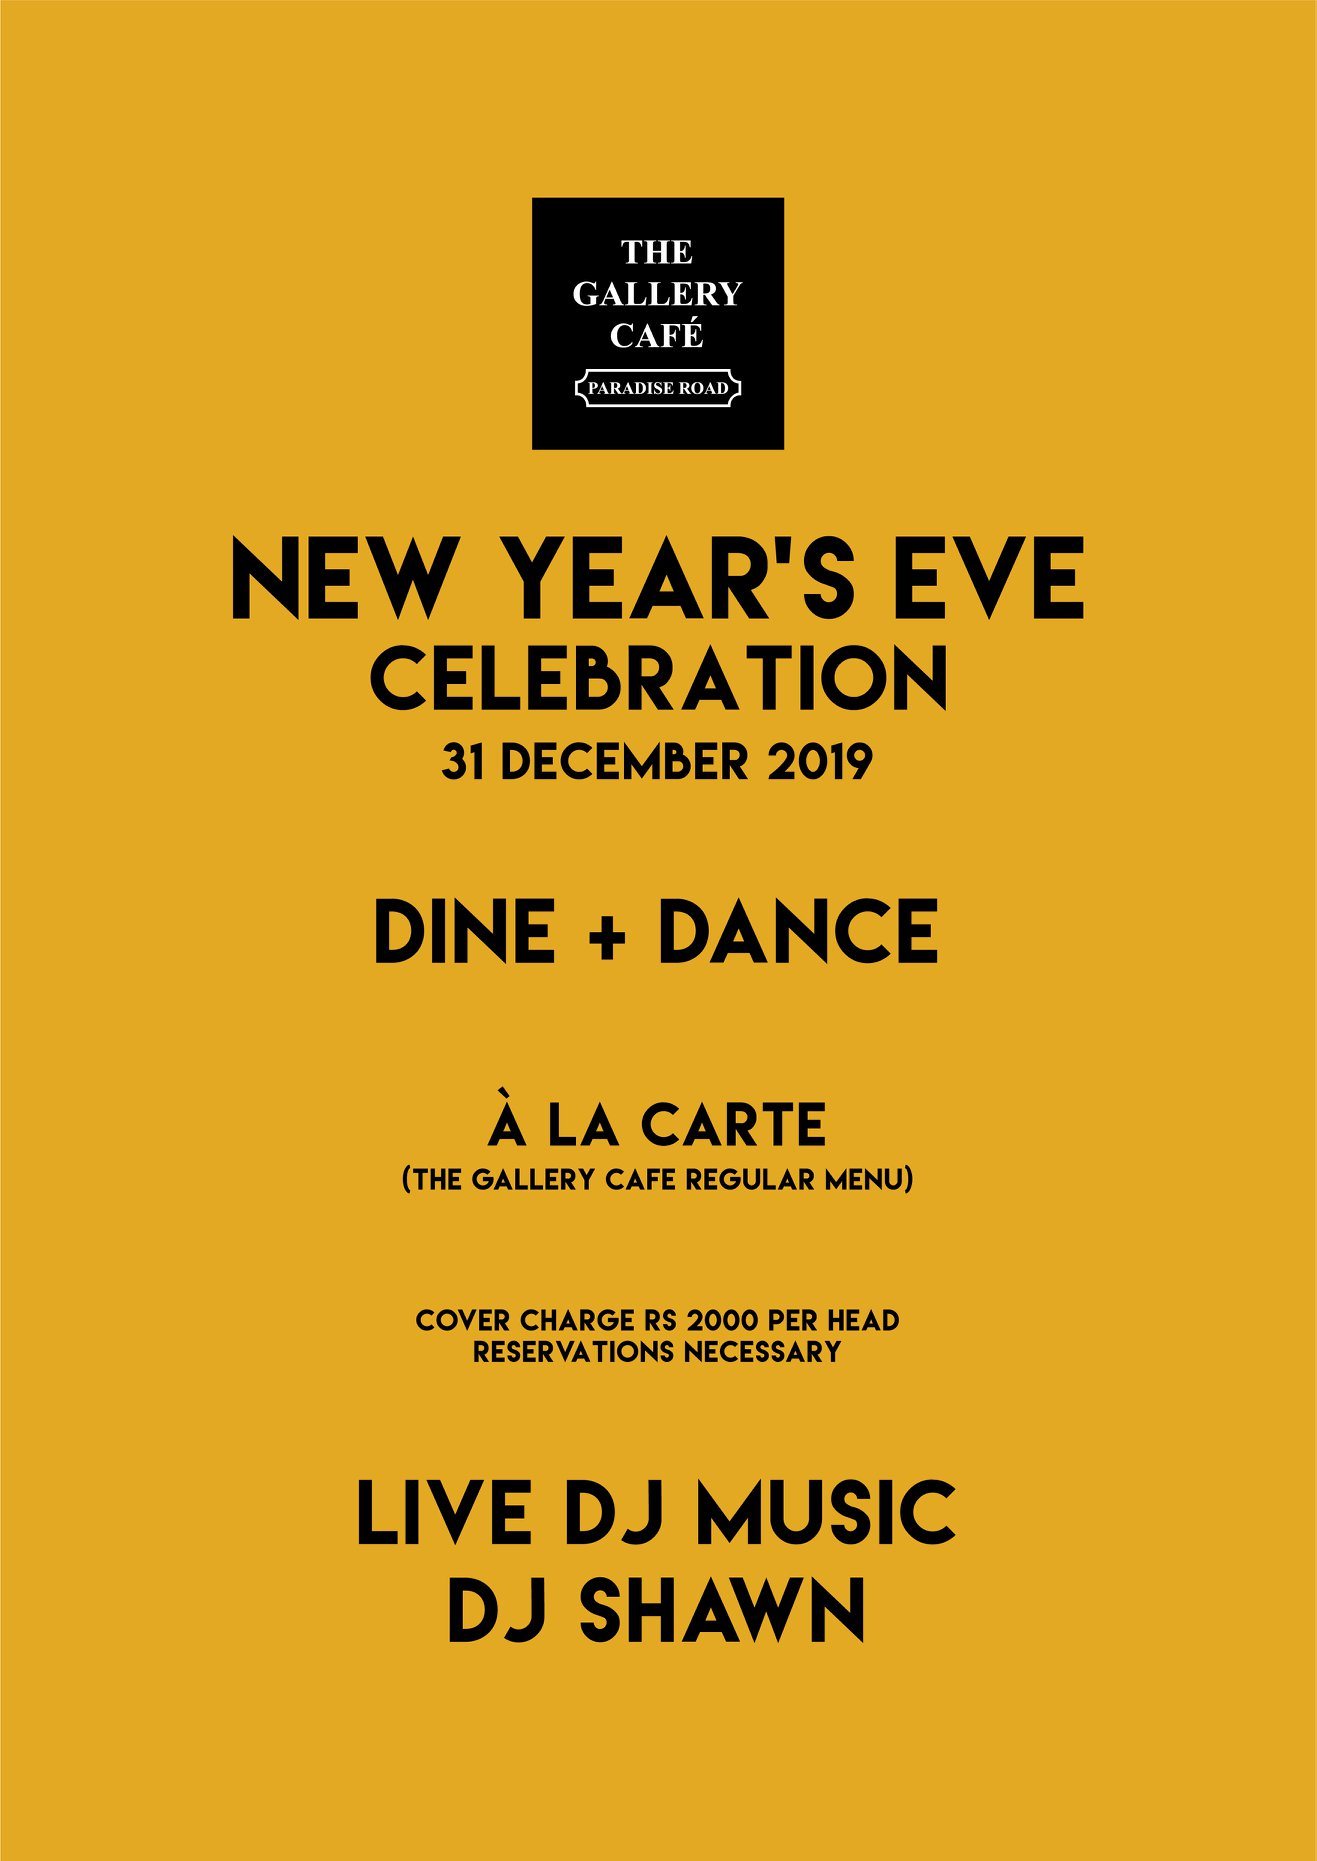 THE
GALLERY
CAFÉ
PARADISE ROAD
NEW YEAR'S EVE
CELEBRATION
31 DECEMBER 2019
DINE + DANCE
À LA CARTE
(THE GALLERY CAFE REGULAR MENU)
COVER CHARGE RS 2000 PER HEAD
RESERVATIONS NECESSARY
LIVE DJ MUSIC
DJ SHAWN